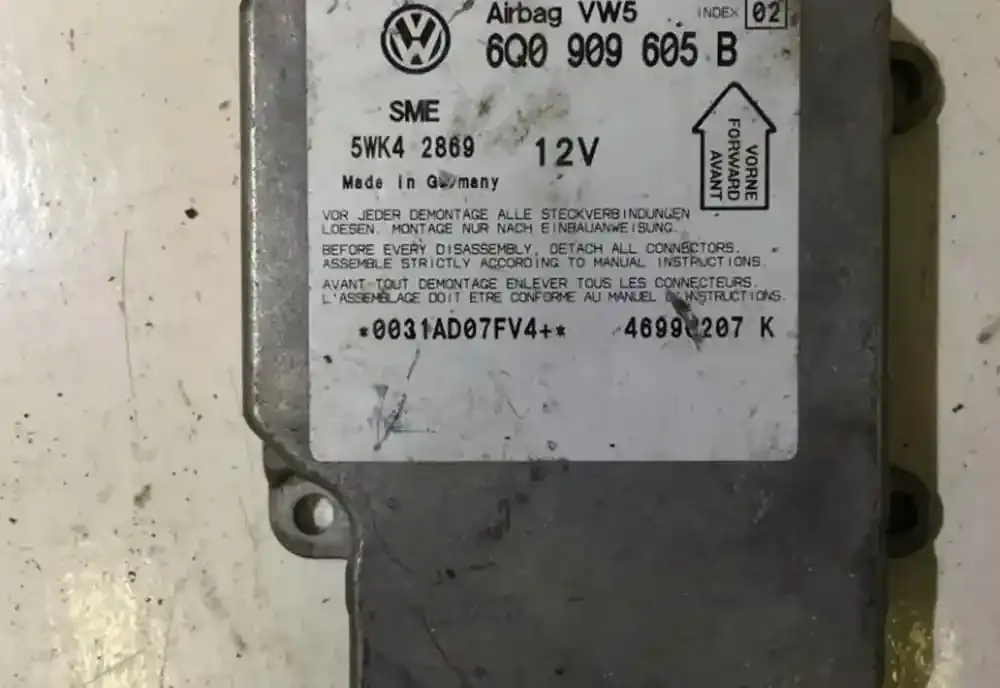 Airbag VW5 INDEX 02
6Q0 909 605 B
SME
5WK4 2869 12V
Made in Germany
VORNE
FORWARD
AVANT
VOR JEDER DEMONTAGE ALLE STECKVERBINDUNGEN
LOESEN. MONTAGE NUR NACH EINBAUANWEISUNG.
BEFORE EVERY DISASSEMBLY, DETACH ALL CONNECTORS.
ASSEMBLE STRICTLY ACCORDING TO MANUAL INSTRUCTIONS.
AVANT TOUT DEMONTAGE ENLEVER TOUS LES CONNECTEURS.
L'ASSEMBLAGE DOIT ETRE CONFORME AU MANUEL INSTRUCTIONS.
*0031AD07FV4+* K